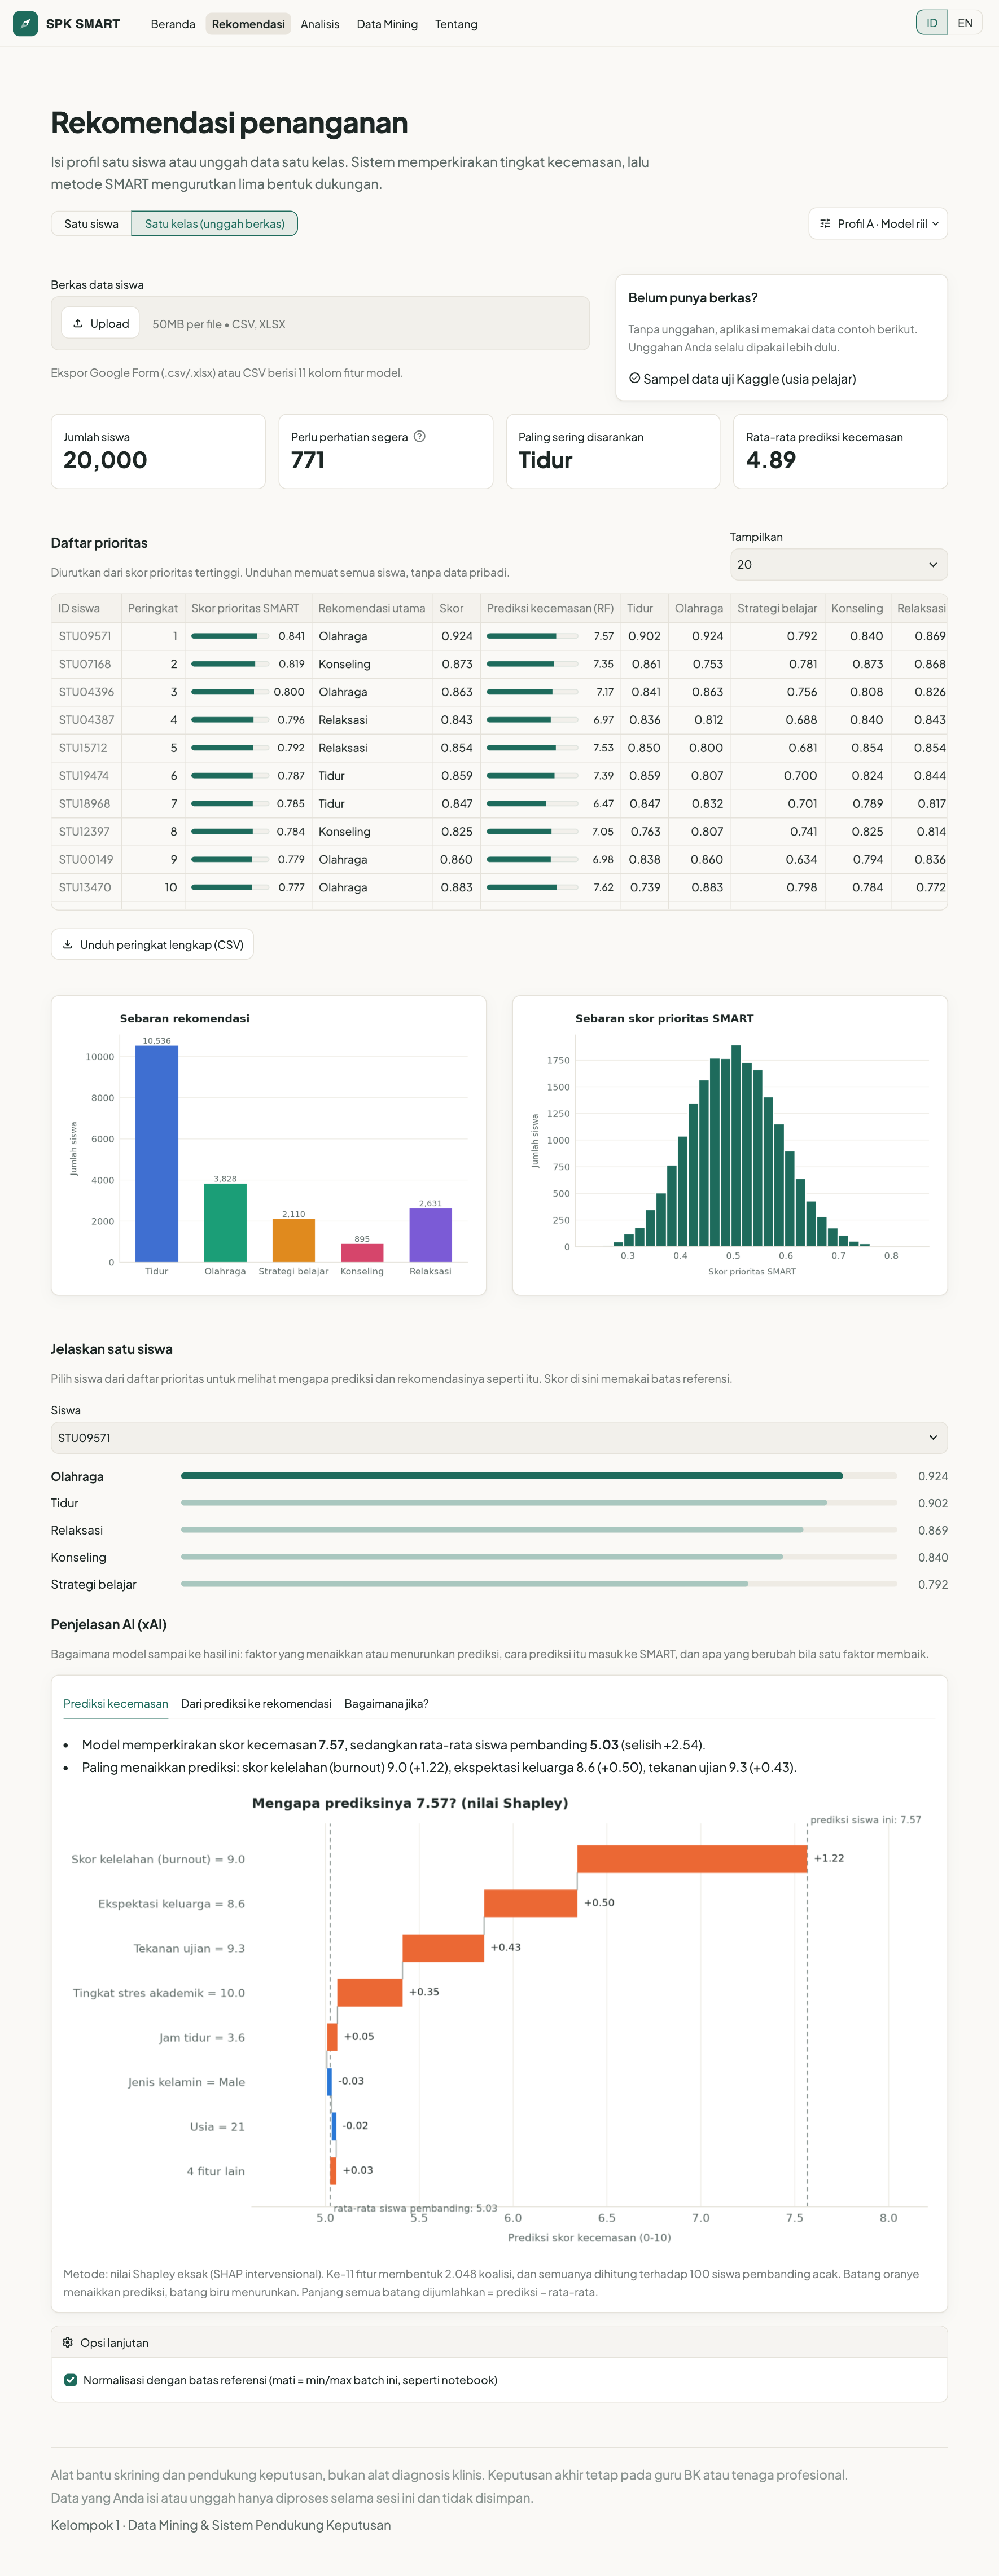 SPK SMART
Beranda
Rekomendasi
Analisis
Data Mining
Tentang
ID
EN
Rekomendasi penanganan
Isi profil satu siswa atau unggah data satu kelas. Sistem memperkirakan tingkat kecemasan, lalu
metode SMART mengurutkan lima bentuk dukungan.
Satu siswa
Satu kelas (unggah berkas)
Profil A · Model riil
Berkas data siswa
Upload
50MB per file • CSV, XLSX
Ekspor Google Form (.csv/.xlsx) atau CSV berisi 11 kolom fitur model.
Belum punya berkas?
Tanpa unggahan, aplikasi memakai data contoh berikut.
Unggahan Anda selalu dipakai lebih dulu.
Sampel data uji Kaggle (usia pelajar)
Jumlah siswa
20,000
Perlu perhatian segera
771
Paling sering disarankan
Tidur
Rata-rata prediksi kecemasan
4.89
Daftar prioritas
Diurutkan dari skor prioritas tertinggi. Unduhan memuat semua siswa, tanpa data pribadi.
Tampilkan
20
ID siswa Peringkat Skor prioritas SMART Rekomendasi utama Skor Prediksi kecemasan (RF) Tidur Olahraga Strategi belajar Konseling Relaksasi
STU09571 1 0.841 Olahraga 0.924 7.57 0.902 0.924 0.792 0.840 0.869
STU07168 2 0.819 Konseling 0.873 7.35 0.861 0.753 0.781 0.873 0.868
STU04396 3 0.800 Olahraga 0.863 7.17 0.841 0.863 0.756 0.808 0.826
STU04387 4 0.796 Relaksasi 0.843 6.97 0.836 0.812 0.688 0.840 0.843
STU15712 5 0.792 Relaksasi 0.854 7.53 0.850 0.800 0.681 0.854 0.854
STU19474 6 0.787 Tidur 0.859 7.39 0.859 0.807 0.700 0.824 0.844
STU18968 7 0.785 Tidur 0.847 6.47 0.847 0.832 0.701 0.789 0.817
STU12397 8 0.784 Konseling 0.825 7.05 0.763 0.807 0.741 0.825 0.814
STU00149 9 0.779 Olahraga 0.860 6.98 0.838 0.860 0.634 0.794 0.836
STU13470 10 0.777 Olahraga 0.883 7.62 0.739 0.883 0.798 0.784 0.772
Unduh peringkat lengkap (CSV)
Sebaran rekomendasi
Jumlah siswa
10000
8000
6000
4000
2000
0
10,536
3,828
2,110
895
2,631
Tidur Olahraga Strategi belajar Konseling Relaksasi
Sebaran skor prioritas SMART
Jumlah siswa
1750
1500
1250
1000
750
500
250
0
0.3 0.4 0.5 0.6 0.7 0.8
Skor prioritas SMART
Jelaskan satu siswa
Pilih siswa dari daftar prioritas untuk melihat mengapa prediksi dan rekomendasinya seperti itu. Skor di sini memakai batas referensi.
Siswa
STU09571
Olahraga 0.924
Tidur 0.902
Relaksasi 0.869
Konseling 0.840
Strategi belajar 0.792
Penjelasan AI (xAI)
Bagaimana model sampai ke hasil ini: faktor yang menaikkan atau menurunkan prediksi, cara prediksi itu masuk ke SMART, dan apa yang berubah bila satu faktor membaik.
Prediksi kecemasan
Dari prediksi ke rekomendasi
Bagaimana jika?
• Model memperkirakan skor kecemasan 7.57, sedangkan rata-rata siswa pembanding 5.03 (selisih +2.54).
• Paling menaikkan prediksi: skor kelelahan (burnout) 9.0 (+1.22), ekspektasi keluarga 8.6 (+0.50), tekanan ujian 9.3 (+0.43).
Mengapa prediksinya 7.57? (nilai Shapley)
prediksi siswa ini: 7.57
Skor kelelahan (burnout) = 9.0 +1.22
Ekspektasi keluarga = 8.6 +0.50
Tekanan ujian = 9.3 +0.43
Tingkat stres akademik = 10.0 +0.35
Jam tidur = 3.6 +0.05
Jenis kelamin = Male -0.03
Usia = 21 -0.02
4 fitur lain +0.03
rata-rata siswa pembanding: 5.03
5.0 5.5 6.0 6.5 7.0 7.5 8.0
Prediksi skor kecemasan (0-10)
Metode: nilai Shapley eksak (SHAP intervensional). Ke-11 fitur membentuk 2.048 koalisi, dan semuanya dihitung terhadap 100 siswa pembanding acak. Batang oranye
menaikkan prediksi, batang biru menurunkan. Panjang semua batang dijumlahkan = prediksi − rata-rata.
Opsi lanjutan
Normalisasi dengan batas referensi (mati = min/max batch ini, seperti notebook)
Alat bantu skrining dan pendukung keputusan, bukan alat diagnosis klinis. Keputusan akhir tetap pada guru BK atau tenaga profesional.
Data yang Anda isi atau unggah hanya diproses selama sesi ini dan tidak disimpan.
Kelompok 1 · Data Mining & Sistem Pendukung Keputusan